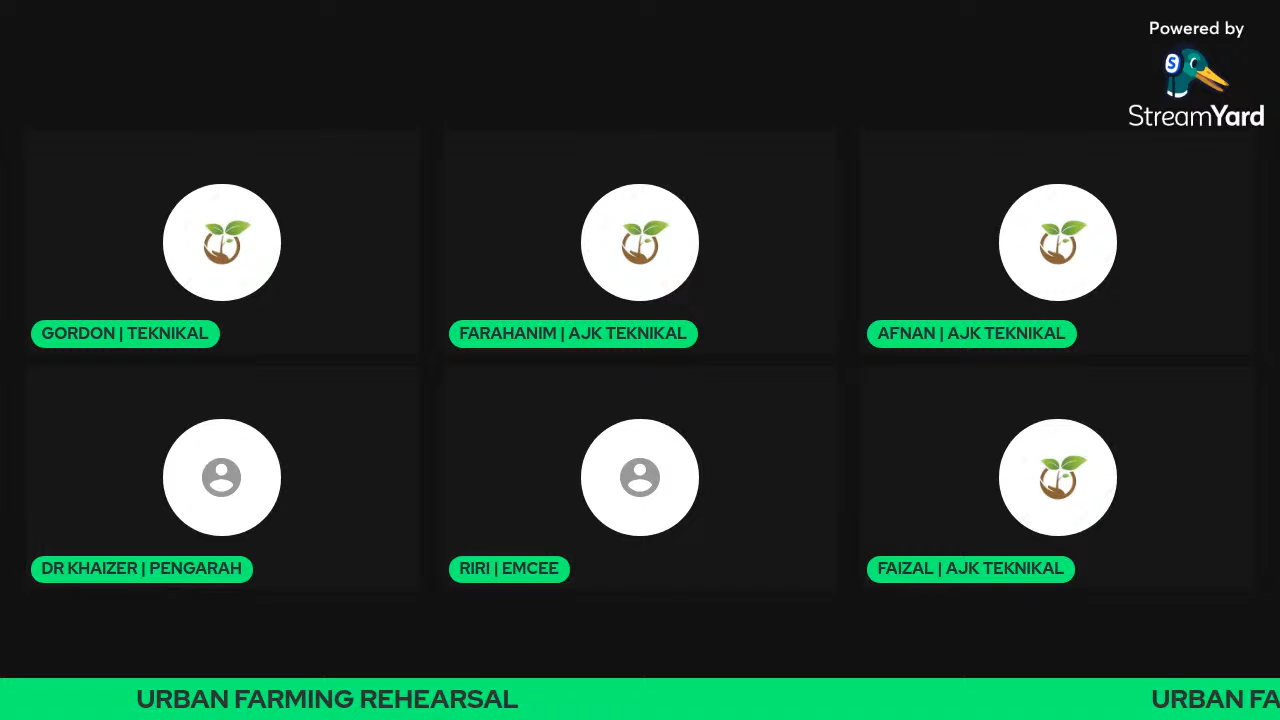 Powered by
StreamYard
GORDON | TEKNIKAL
FARAHANIM | AJK TEKNIKAL
AFNAN | AJK TEKNIKAL
DR KHAIZER | PENGARAH
RIRI | EMCEE
FAIZAL | AJK TEKNIKAL
URBAN FARMING REHEARSAL
URBAN FA